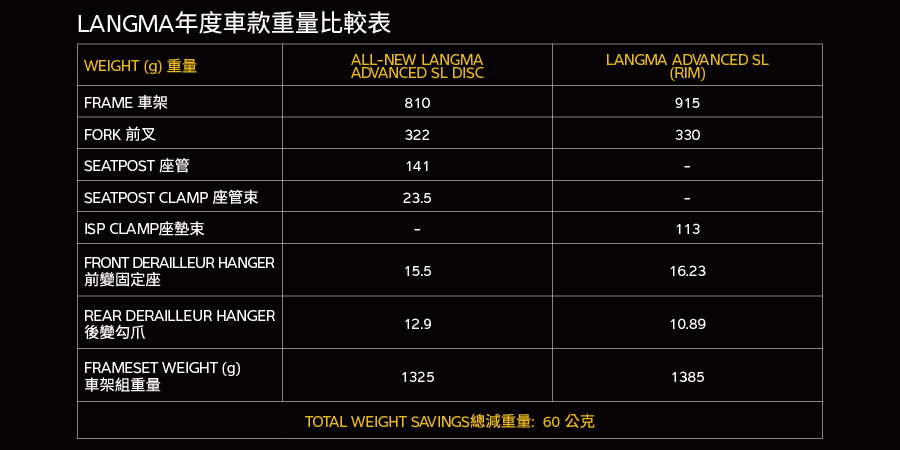 LANGMA年度車款重量比較表
WEIGHT (g) 重量
ALL-NEW LANGMA
ADVANCED SL DISC
LANGMA ADVANCED SL
(RIM)
FRAME 車架
810
915
FORK 前叉
322
330
SEATPOST 座管
141
-
SEATPOST CLAMP 座管束
23.5
-
ISP CLAMP座墊束
-
113
FRONT DERAILLEUR HANGER
前變固定座
15.5
16.23
REAR DERAILLEUR HANGER
後變勾爪
12.9
10.89
FRAMESET WEIGHT (g)
車架組重量
1325
1385
TOTAL WEIGHT SAVINGS總減重量: 60 公克